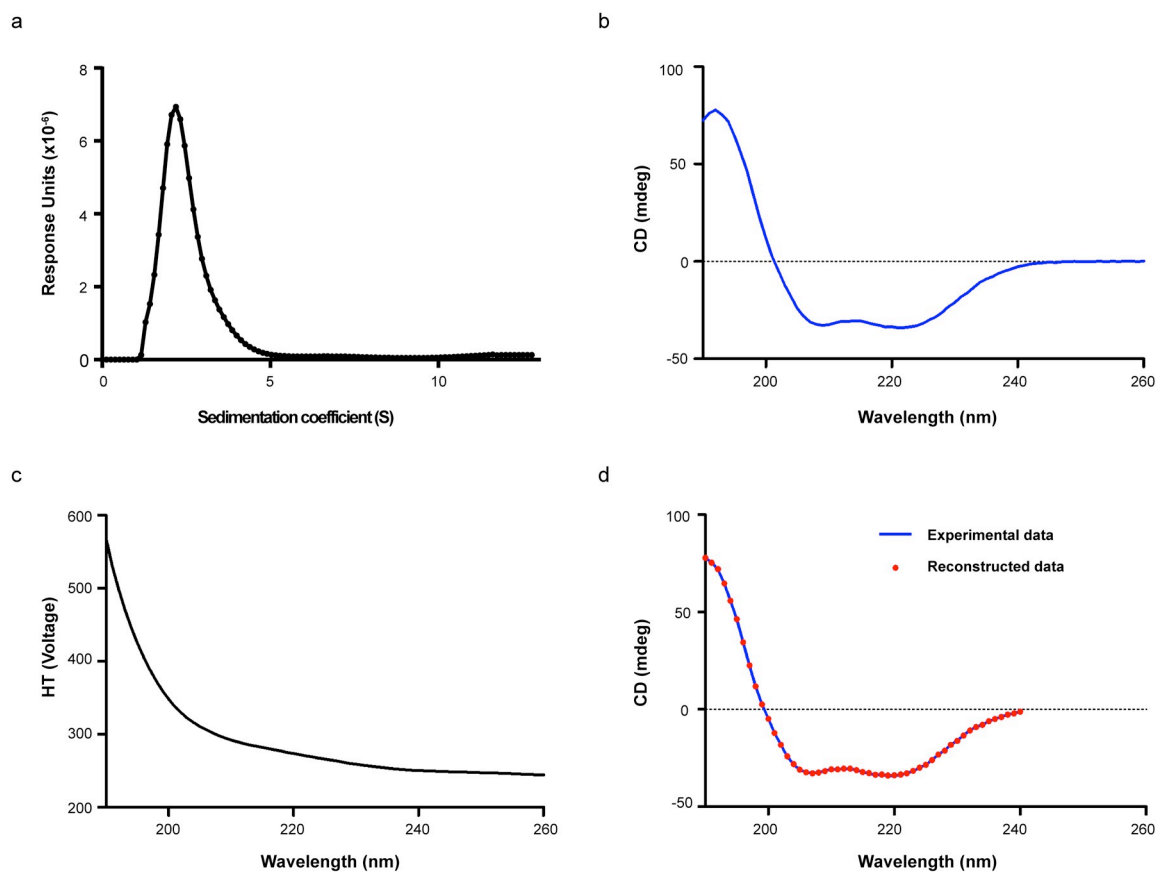 a
8
6
4
2
0
Response Units (x10-6)
0 5 10
Sedimentation coefficient (S)
b
100
50
0
-50
CD (mdeg)
200 220 240 260
Wavelength (nm)
c
600
500
400
300
200
HT (Voltage)
200 220 240 260
Wavelength (nm)
d
100
50
0
-50
CD (mdeg)
Experimental data
Reconstructed data
200 220 240 260
Wavelength (nm)